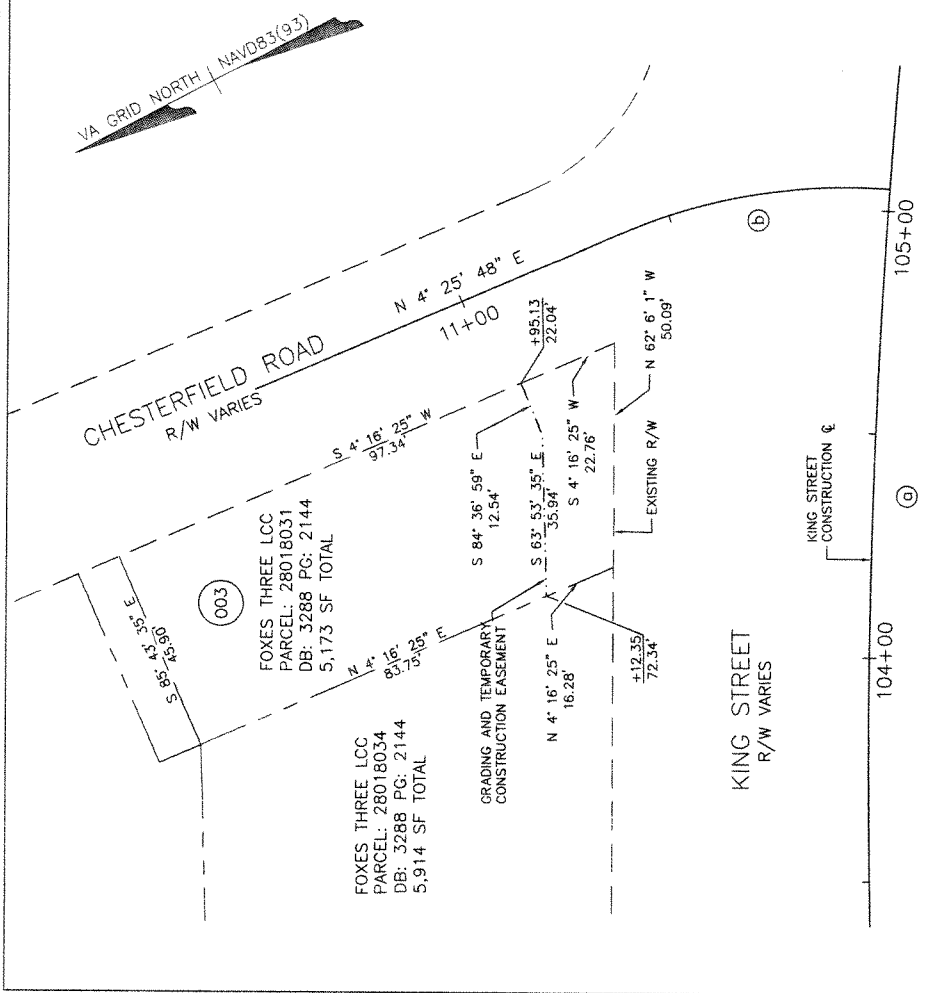 VA GRID NORTH | NAVD83(93)
CHESTERFIELD ROAD
R/W VARIES
N 4° 25' 48" E
11+00
S 4° 16' 25" W
97.34'
S 85° 43' 35" E
45.90'
003
FOXES THREE LCC
PARCEL: 28018031
DB: 3288 PG: 2144
5,173 SF TOTAL
N 4° 16' 25" E
83.75'
FOXES THREE LCC
PARCEL: 28018034
DB: 3288 PG: 2144
5,914 SF TOTAL
+95.13
22.04'
S 84° 36' 59" E
12.54'
S 63° 53' 35" E
35.94'
S 4° 16' 25" W
22.76'
N 62° 6' 1" W
50.09'
EXISTING R/W
GRADING AND TEMPORARY
CONSTRUCTION EASEMENT
N 4° 16' 25" E
16.28'
+12.35
72.34'
KING STREET
R/W VARIES
KING STREET
CONSTRUCTION ℄
b
a
104+00
105+00